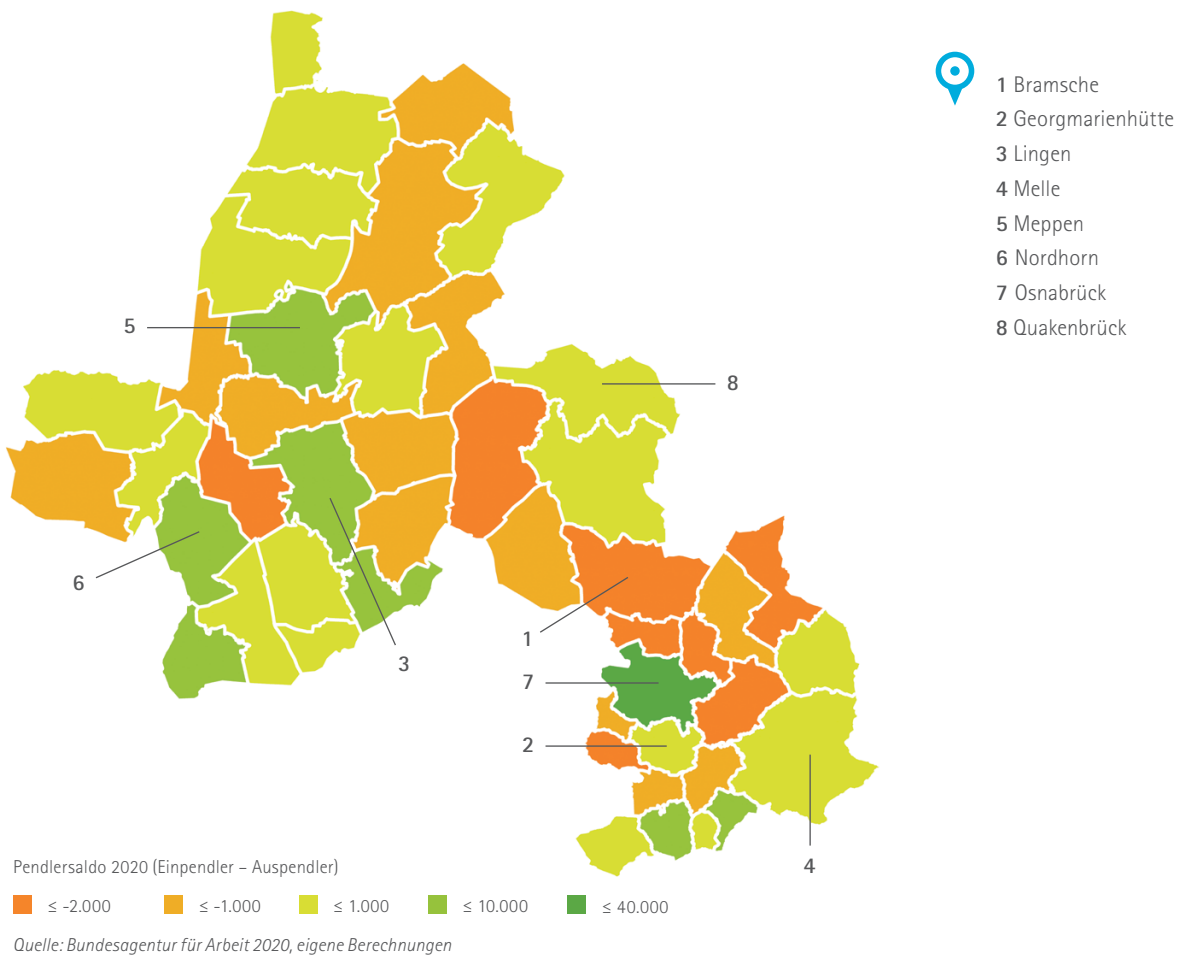 1 Bramsche
2 Georgmarienhütte
3 Lingen
4 Melle
5 Meppen
6 Nordhorn
7 Osnabrück
8 Quakenbrück
5
8
6
3
1
7
2
4
Pendlersaldo 2020 (Einpendler – Auspendler)
≤ -2.000 ≤ -1.000 ≤ 1.000 ≤ 10.000 ≤ 40.000
Quelle: Bundesagentur für Arbeit 2020, eigene Berechnungen